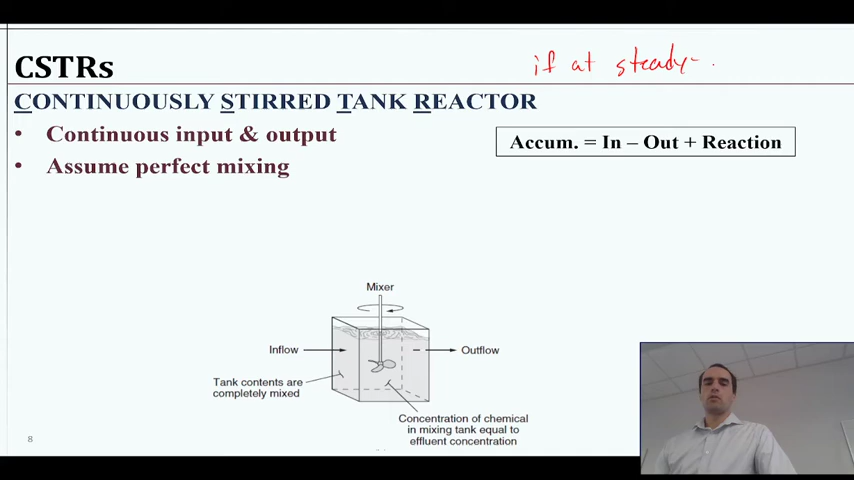 CSTRs
if at steady-
CONTINUOUSLY STIRRED TANK REACTOR
• Continuous input & output
• Assume perfect mixing
Accum. = In – Out + Reaction
Mixer
Inflow
Outflow
Tank contents are
completely mixed
Concentration of chemical
in mixing tank equal to
effluent concentration
8